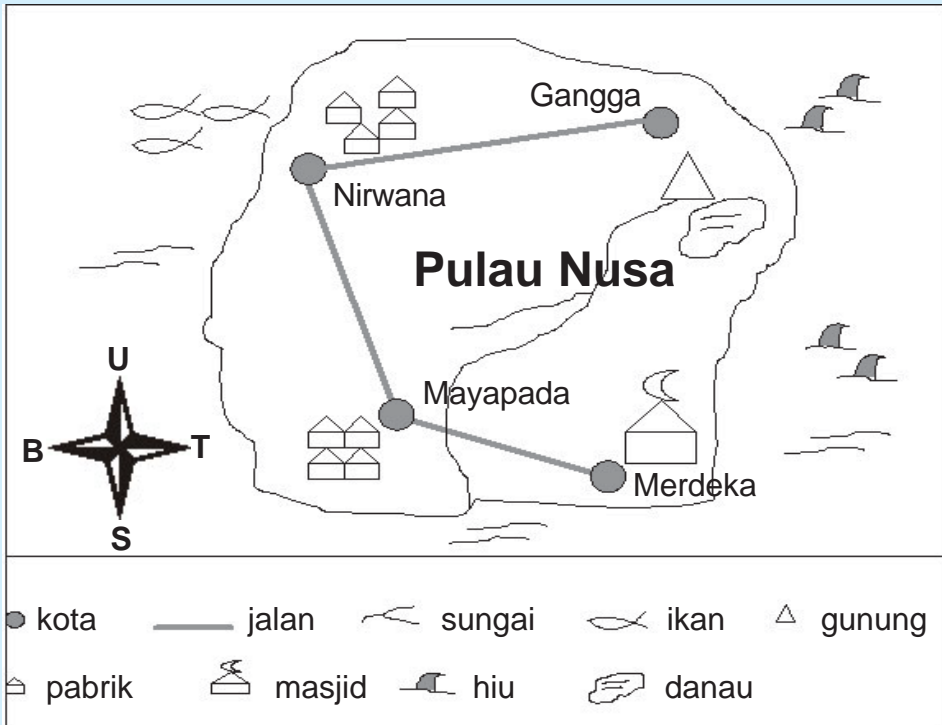 Gangga
Nirwana
Pulau Nusa
Mayapada
Merdeka
U
B T
S
kota jalan sungai ikan gunung
pabrik masjid hiu danau